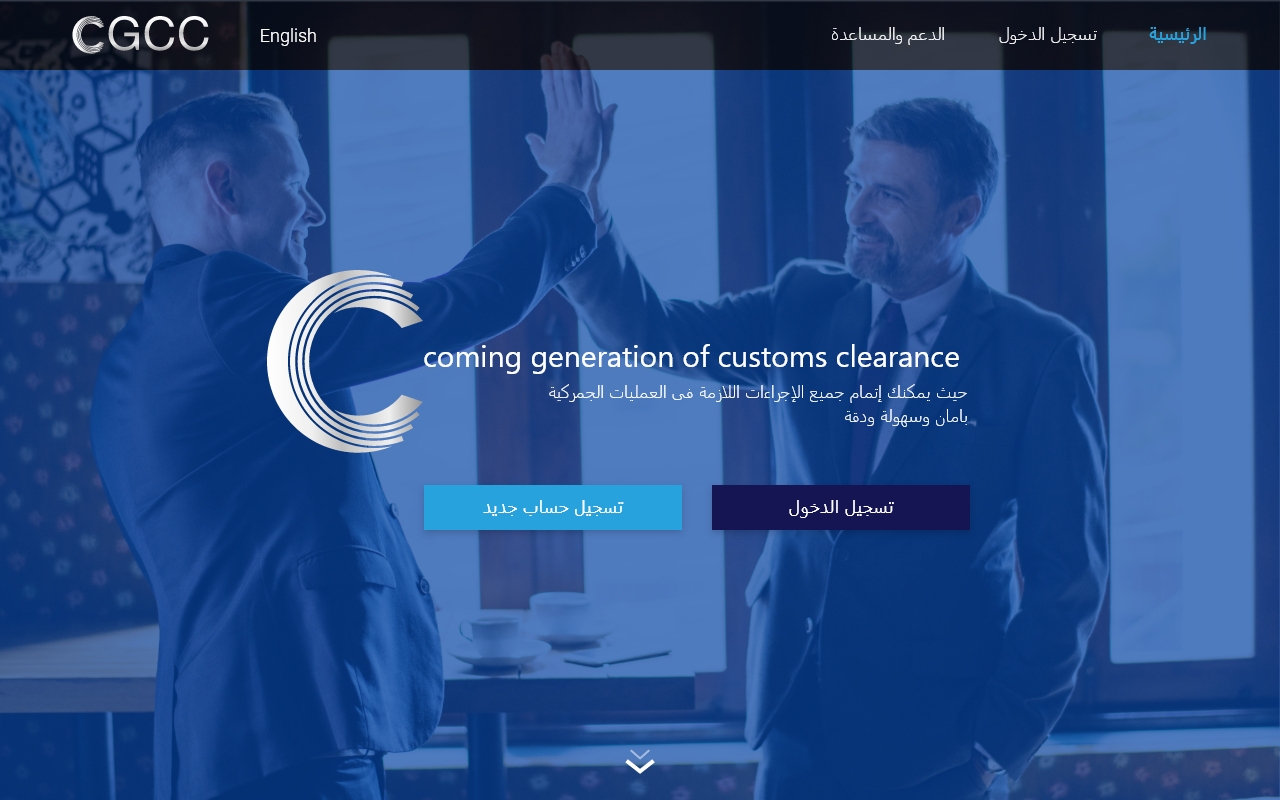 CGCC
English
الرئيسية
تسجيل الدخول
الدعم والمساعدة
coming generation of customs clearance
حيث يمكنك إتمام جميع الإجراءات اللازمة فى العمليات الجمركية
بامان وسهولة ودقة
تسجيل الدخول
تسجيل حساب جديد